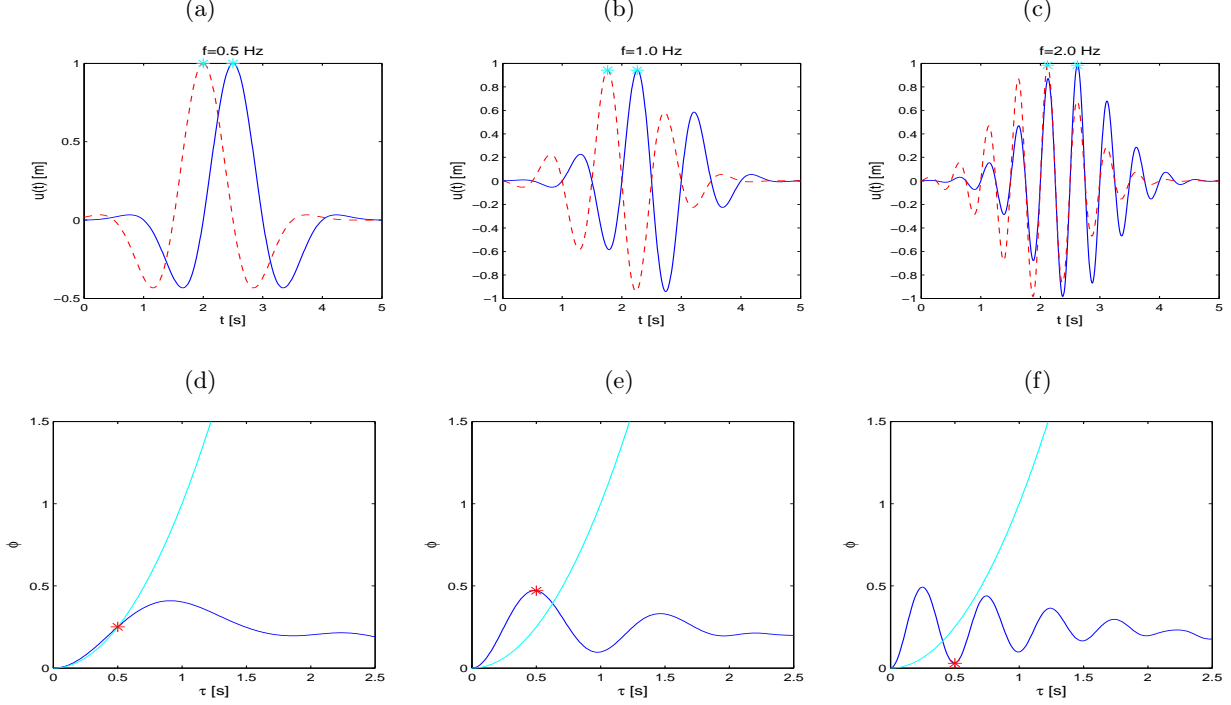 (a)
f=0.5 Hz
1
0.5
0
−0.5
0 1 2 3 4 5
u(t) [m]
t [s]
(b)
f=1.0 Hz
1
0.8
0.6
0.4
0.2
0
−0.2
−0.4
−0.6
−0.8
−1
0 1 2 3 4 5
u(t) [m]
t [s]
(c)
f=2.0 Hz
1
0.8
0.6
0.4
0.2
0
−0.2
−0.4
−0.6
−0.8
−1
0 1 2 3 4 5
u(t) [m]
t [s]
(d)
1.5
1
0.5
0
0 0.5 1 1.5 2 2.5
ϕ
τ [s]
(e)
1.5
1
0.5
0
0 0.5 1 1.5 2 2.5
ϕ
τ [s]
(f)
1.5
1
0.5
0
0 0.5 1 1.5 2 2.5
ϕ
τ [s]